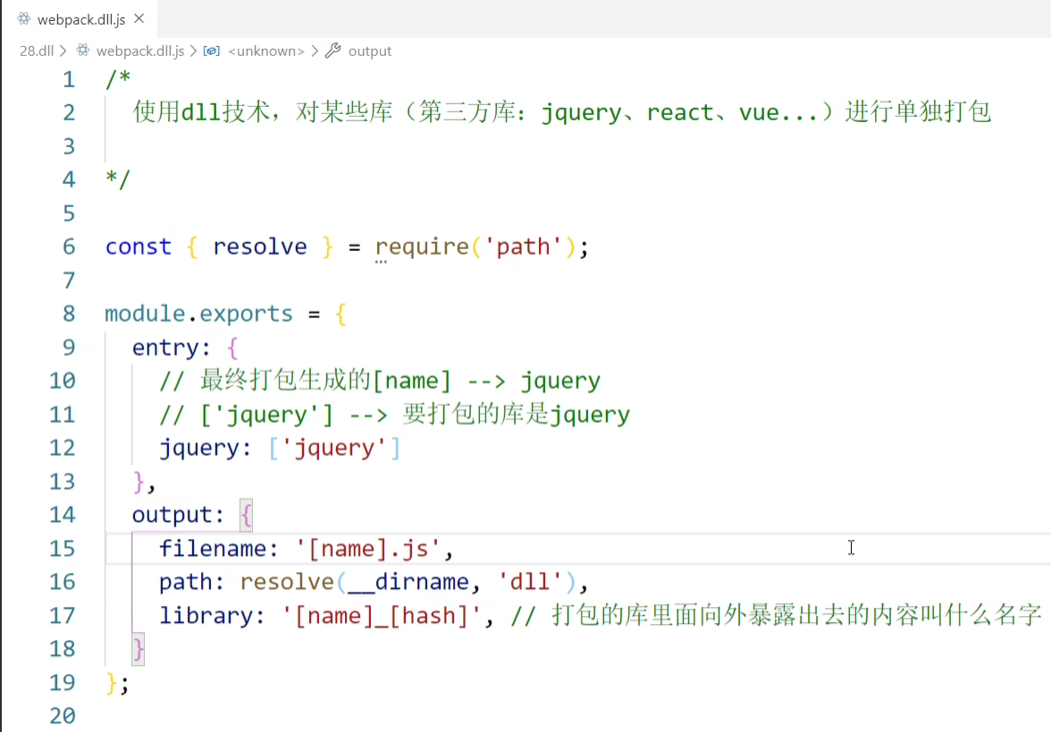 webpack.dll.js ×
28.dll > webpack.dll.js > <unknown> > output
1 /*
2 使用dll技术，对某些库（第三方库：jquery、react、vue...）进行单独打包
3
4 */
5
6 const { resolve } = require('path');
7
8 module.exports = {
9 entry: {
10 // 最终打包生成的[name] --> jquery
11 // ['jquery'] --> 要打包的库是jquery
12 jquery: ['jquery']
13 },
14 output: {
15 filename: '[name].js',
16 path: resolve(__dirname, 'dll'),
17 library: '[name]_[hash]', // 打包的库里面向外暴露出去的内容叫什么名字
18 }
19 };
20